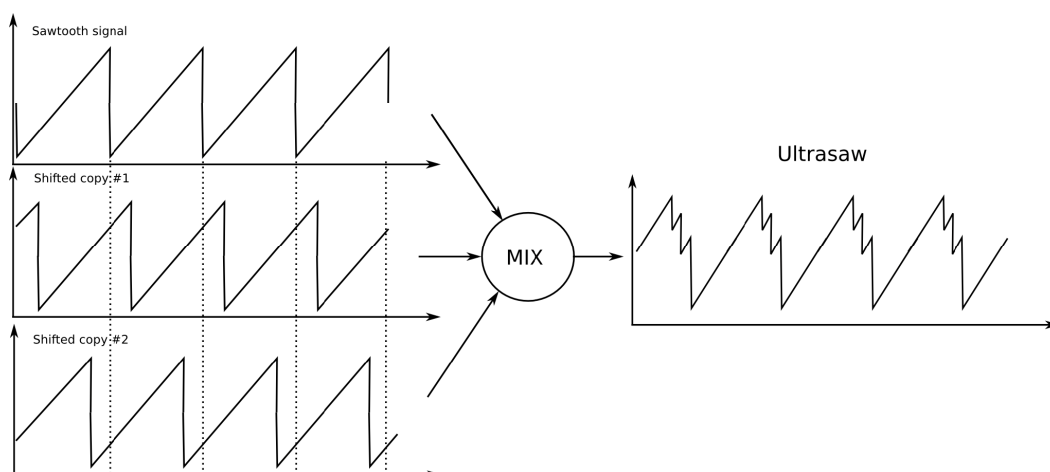 Sawtooth signal
Shifted copy:#1
Shifted copy:#2
MIX
Ultrasaw